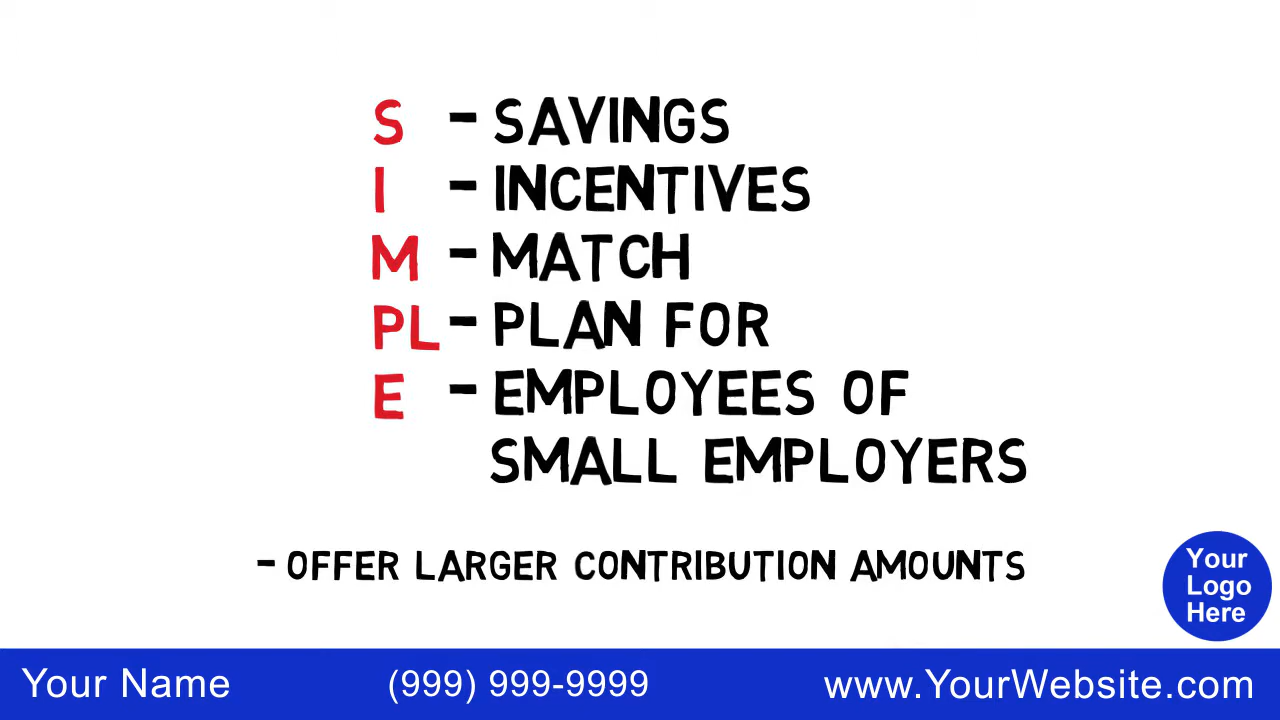 S - SAVINGS
I - INCENTIVES
M - MATCH
PL - PLAN FOR
E - EMPLOYEES OF
SMALL EMPLOYERS
- OFFER LARGER CONTRIBUTION AMOUNTS
Your
Logo
Here
Your Name (999) 999-9999 www.YourWebsite.com